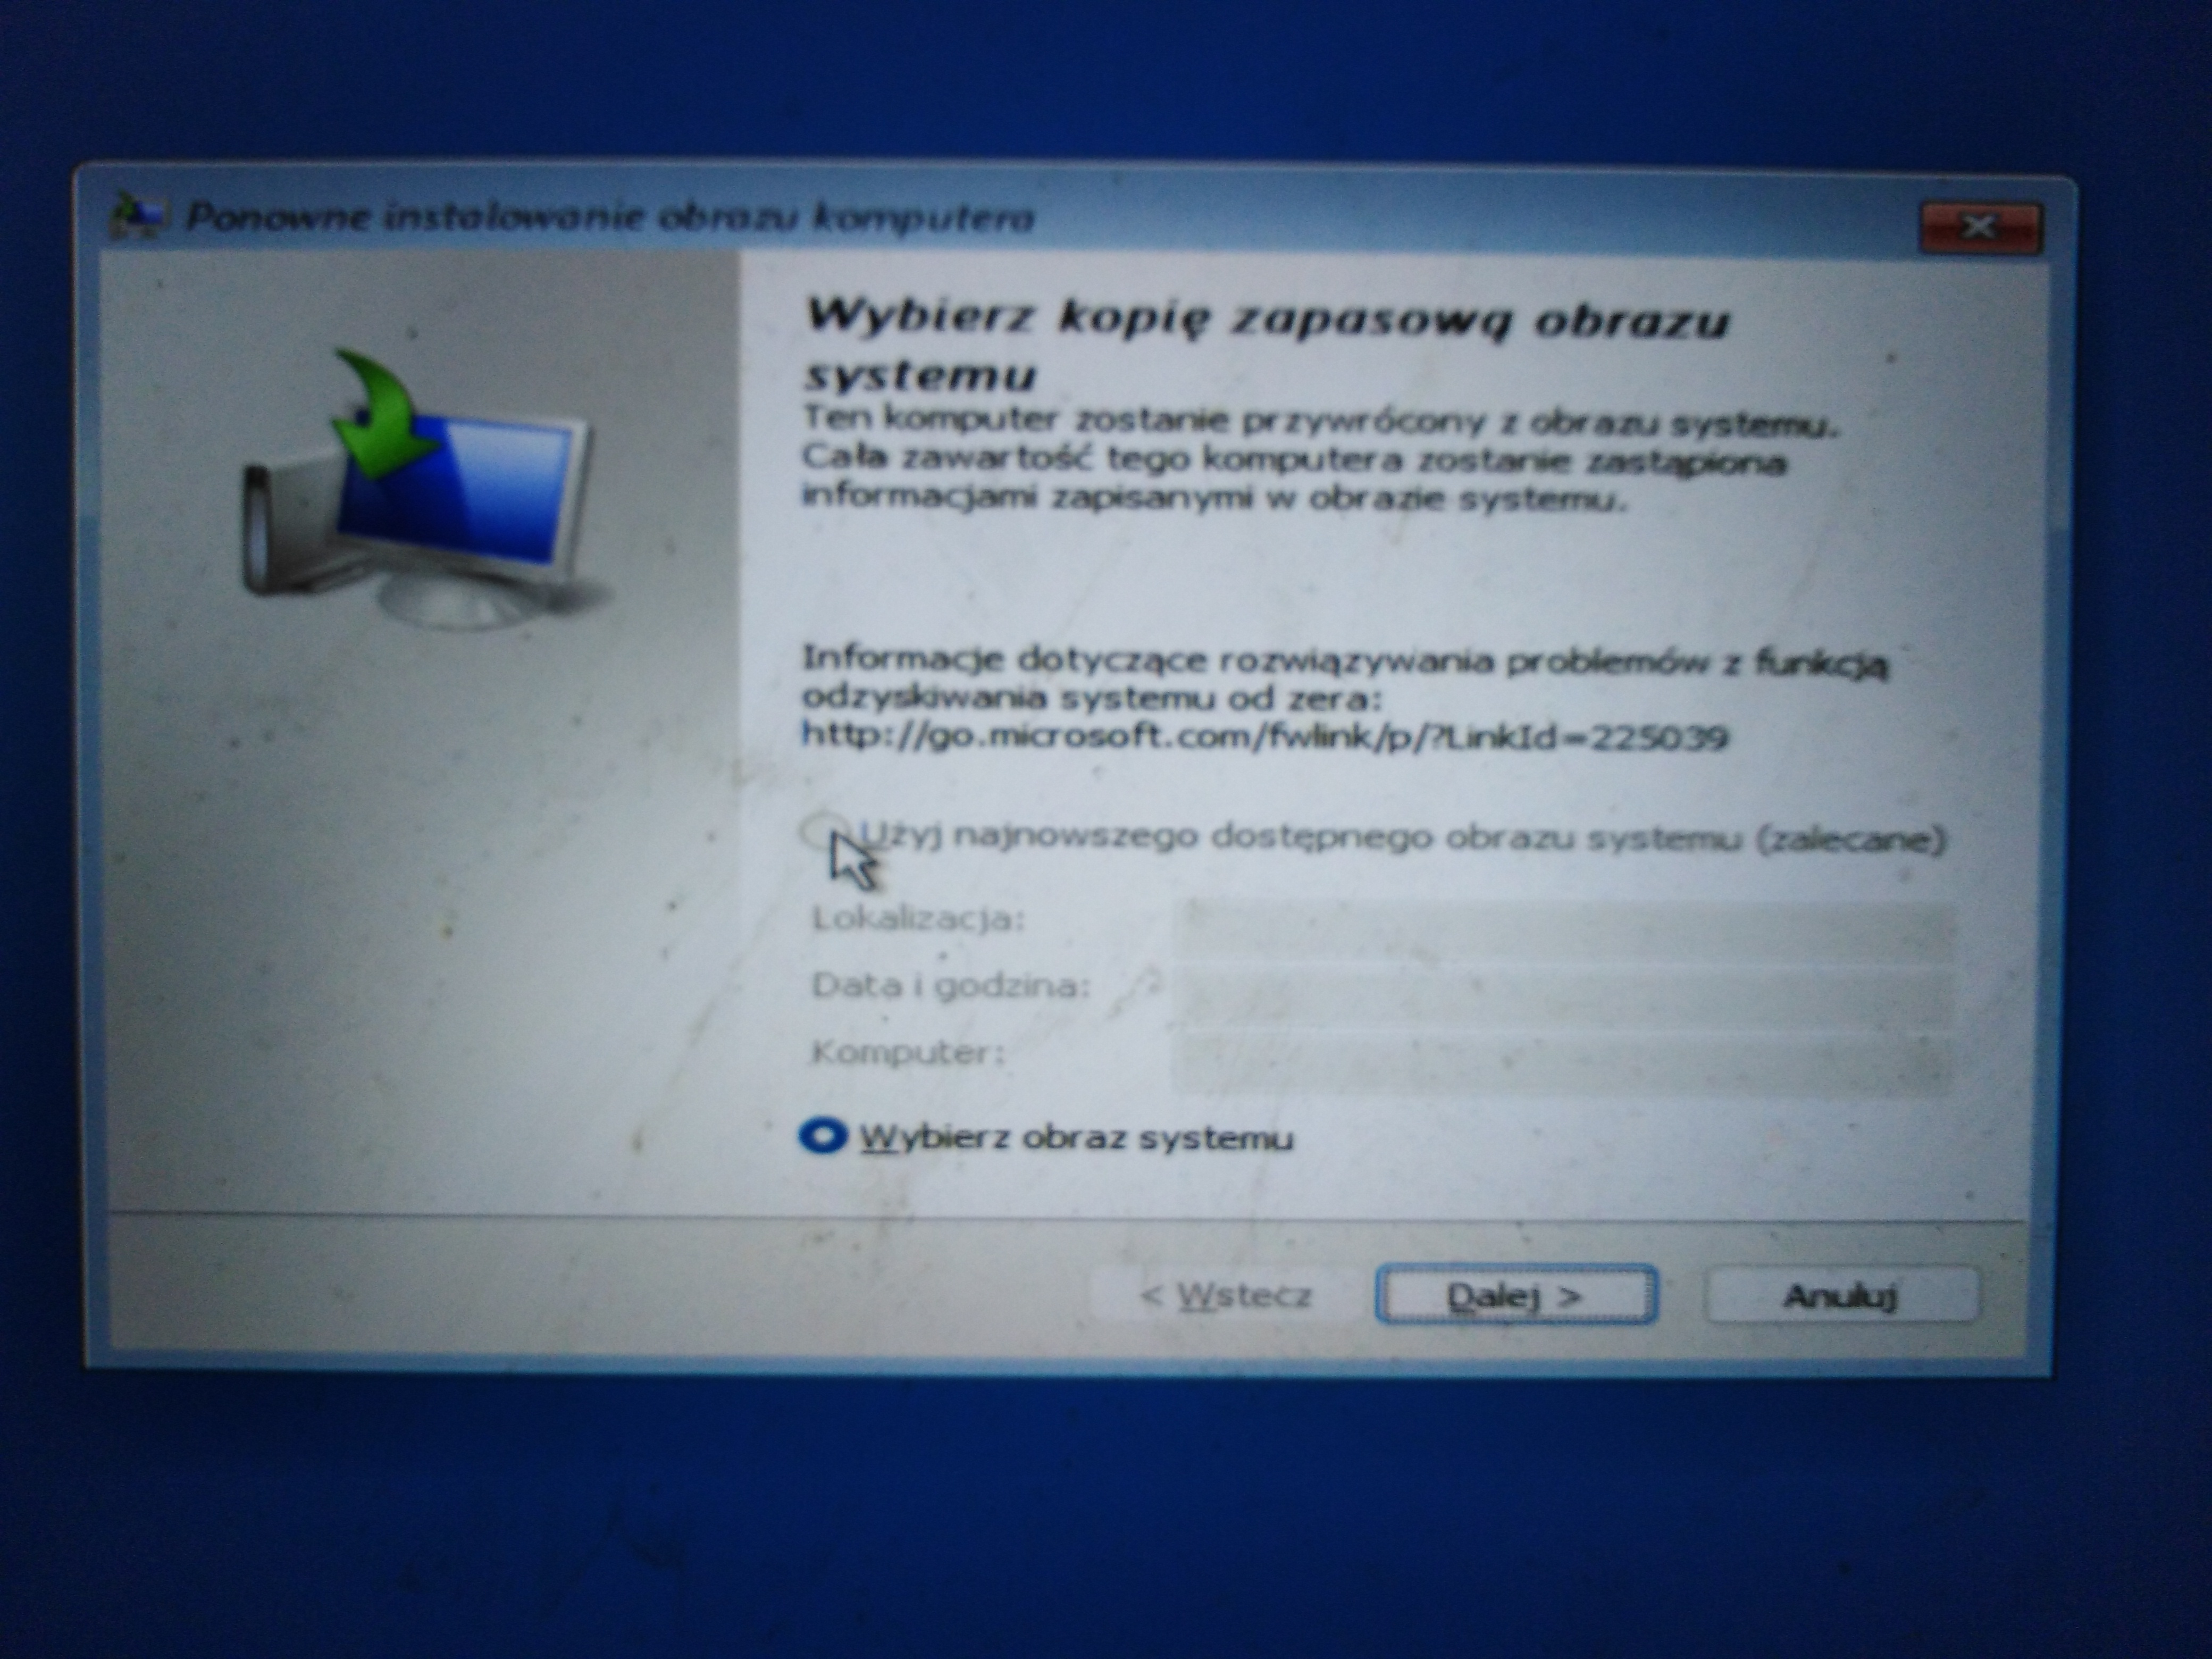 Ponowne instalowanie obrazu komputera
Wybierz kopię zapasową obrazu
systemu
Ten komputer zostanie przywrócony z obrazu systemu.
Cała zawartość tego komputera zostanie zastąpiona
informacjami zapisanymi w obrazie systemu.
Informacje dotyczące rozwiązywania problemów z funkcją
odzyskiwania systemu od zera:
http://go.microsoft.com/fwlink/p/?LinkId=225039
Użyj najnowszego dostępnego obrazu systemu (zalecane)
Lokalizacja:
Data i godzina:
Komputer:
Wybierz obraz systemu
< Wstecz Dalej > Anuluj